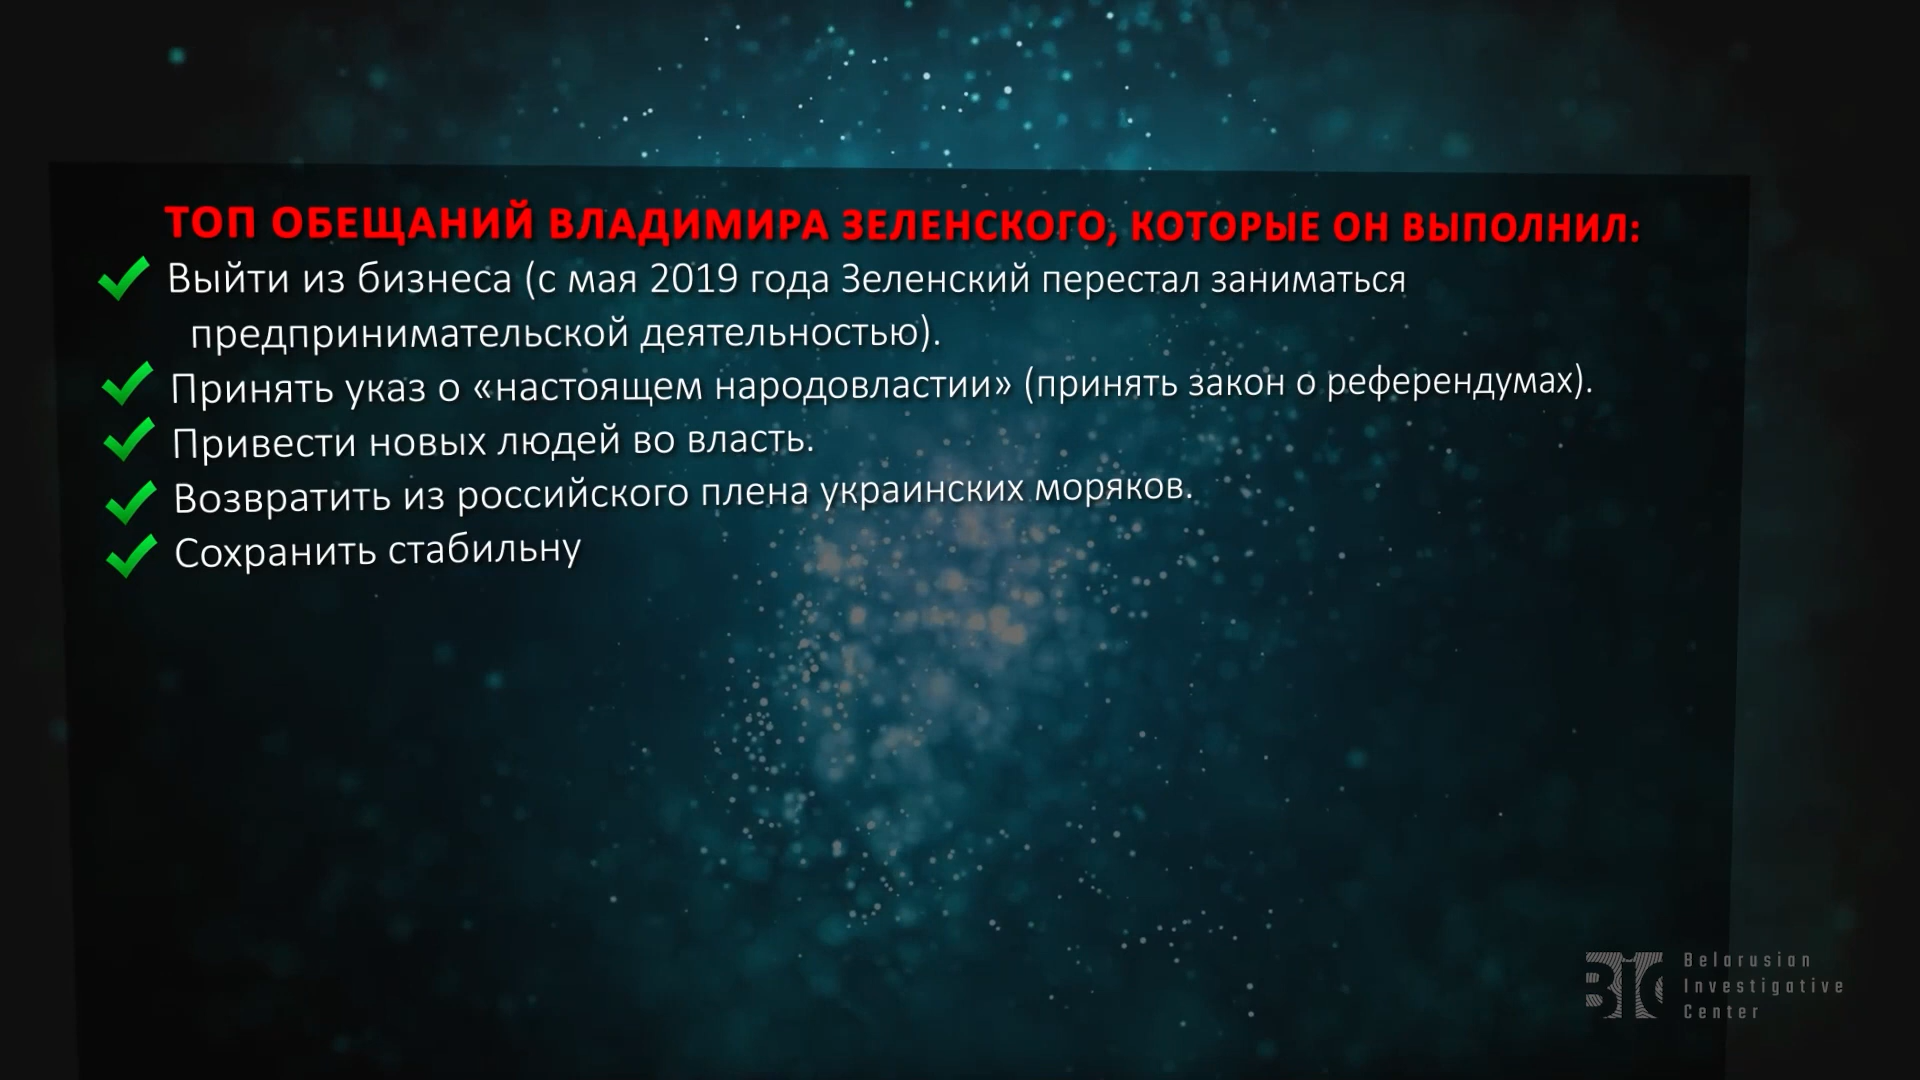 ТОП ОБЕЩАНИЙ ВЛАДИМИРА ЗЕЛЕНСКОГО, КОТОРЫЕ ОН ВЫПОЛНИЛ:
Выйти из бизнеса (с мая 2019 года Зеленский перестал заниматься
предпринимательской деятельностью).
Принять указ о «настоящем народовластии» (принять закон о референдумах).
Привести новых людей во власть.
Возвратить из российского плена украинских моряков.
Сохранить стабильну
Belarusian
Investigative
Center